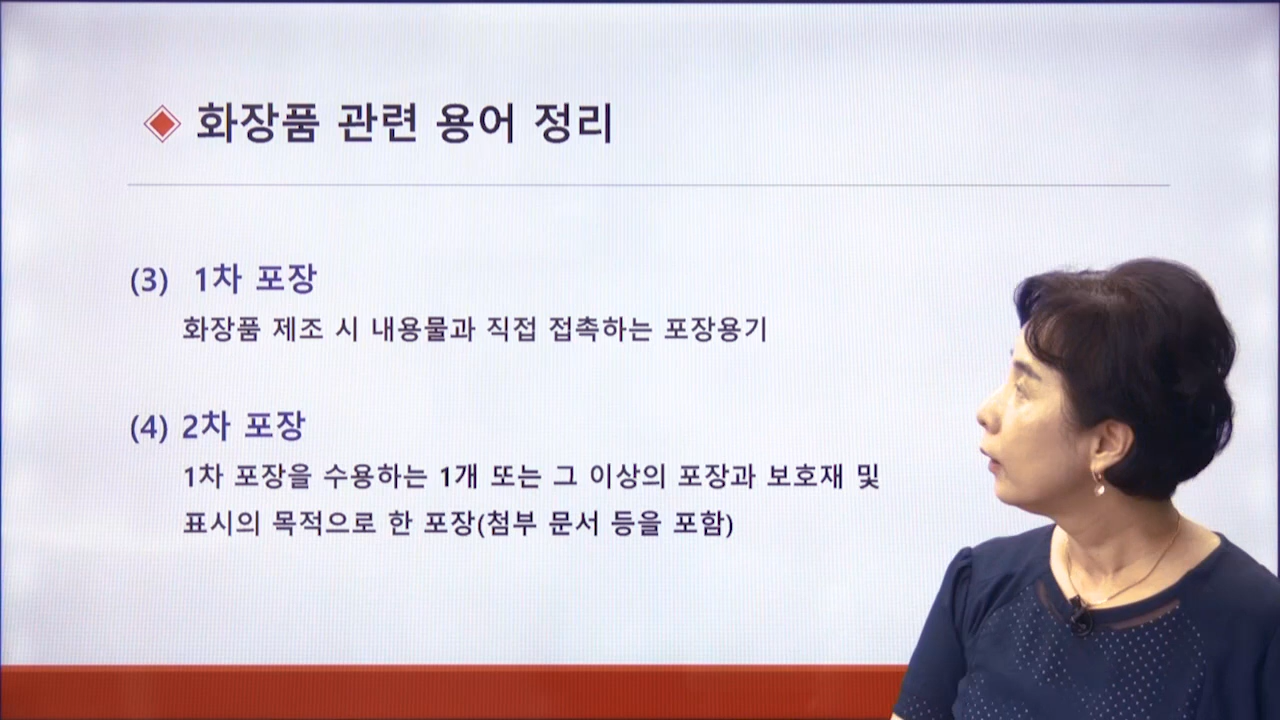 화장품 관련 용어 정리
(3) 1차 포장
화장품 제조 시 내용물과 직접 접촉하는 포장용기
(4) 2차 포장
1차 포장을 수용하는 1개 또는 그 이상의 포장과 보호재 및
표시의 목적으로 한 포장(첨부 문서 등을 포함)